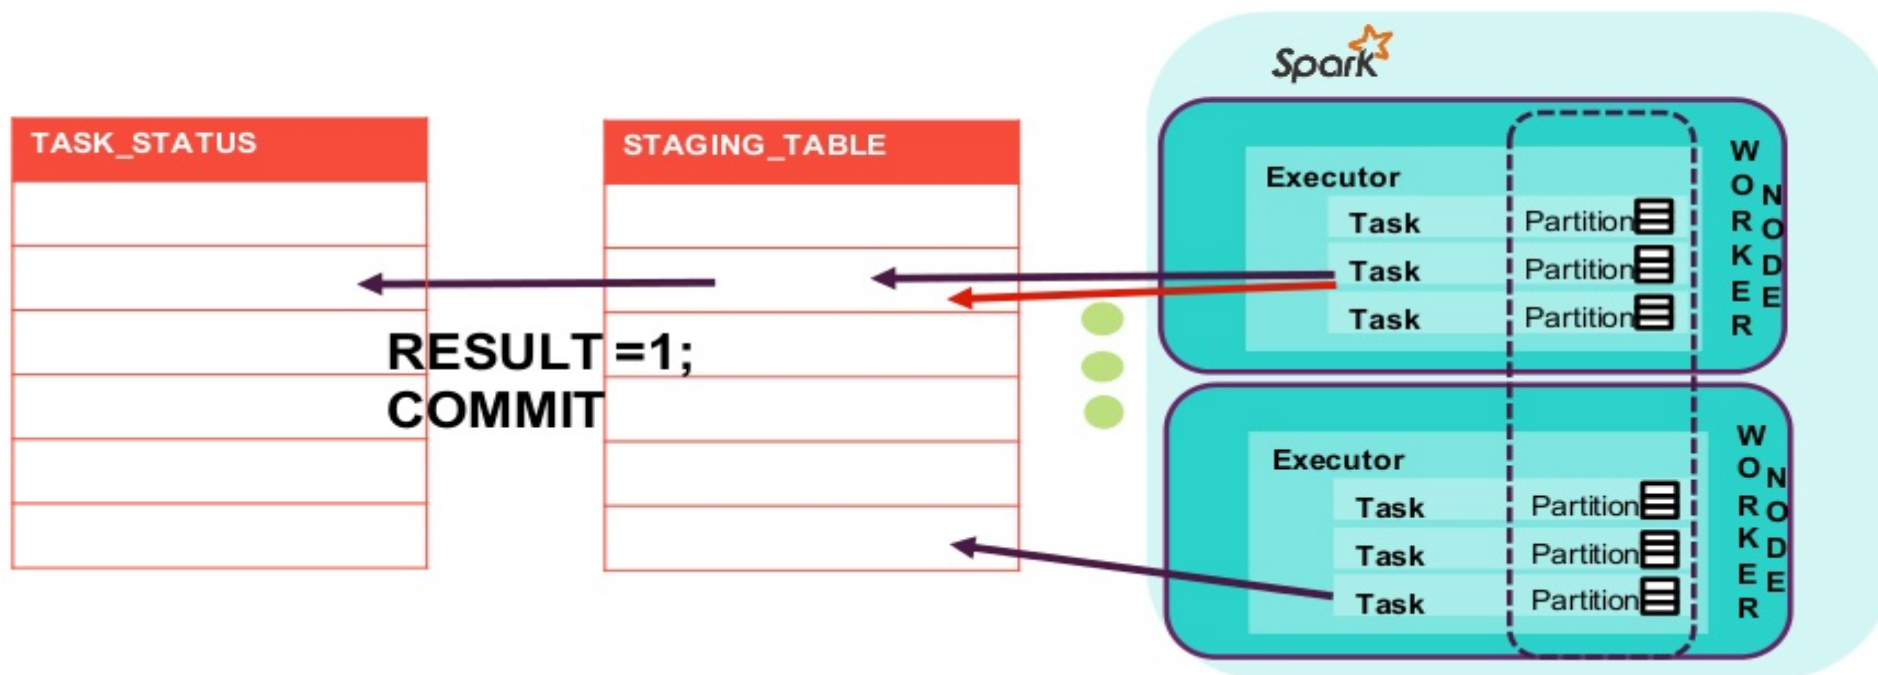 Spark
TASK_STATUS
STAGING_TABLE
RESULT =1;
COMMIT
Executor
Task Partition
Task Partition
Task Partition
WORKER
NODE
Executor
Task Partition
Task Partition
Task Partition
WORKER
NODE